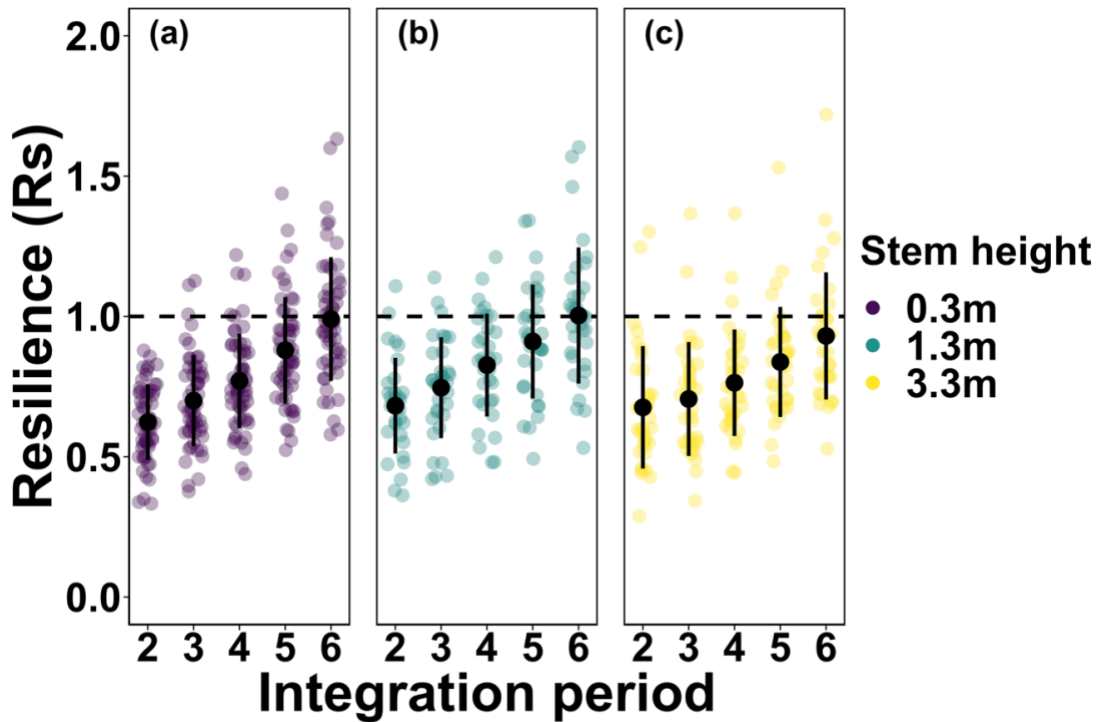 Resilience (Rs)
2.0
1.5
1.0
0.5
0.0
(a)
(b)
(c)
2 3 4 5 6
2 3 4 5 6
2 3 4 5 6
Integration period
Stem height
0.3m
1.3m
3.3m